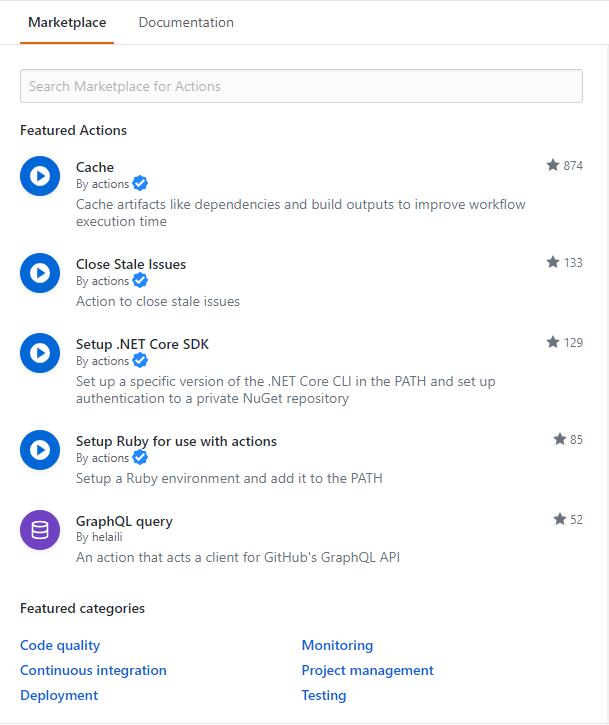 Marketplace
Documentation
Search Marketplace for Actions
Featured Actions
Cache
874
By actions
Cache artifacts like dependencies and build outputs to improve workflow
execution time
Close Stale Issues
133
By actions
Action to close stale issues
Setup .NET Core SDK
129
By actions
Set up a specific version of the .NET Core CLI in the PATH and set up
authentication to a private NuGet repository
Setup Ruby for use with actions
85
By actions
Setup a Ruby environment and add it to the PATH
GraphQL query
52
By helaili
An action that acts a client for GitHub's GraphQL API
Featured categories
Code quality
Monitoring
Continuous integration
Project management
Deployment
Testing